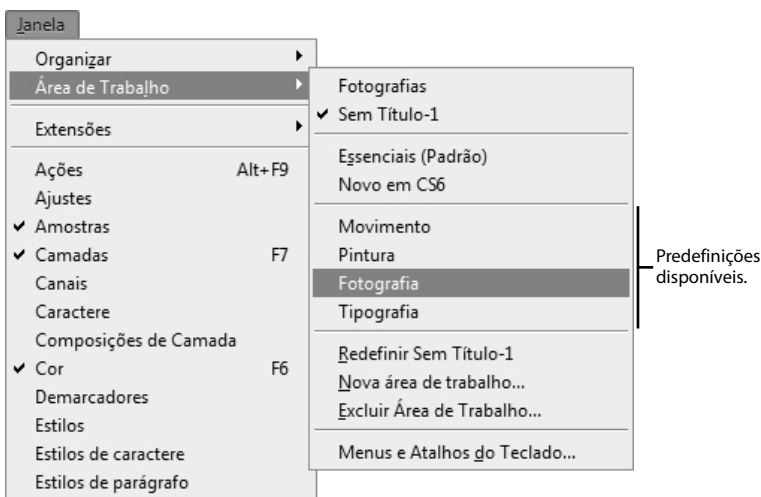 Janela
Organizar
Área de Trabalho
Extensões
Ações Alt+F9
Ajustes
✔ Amostras
✔ Camadas F7
Canais
Caractere
Composições de Camada
✔ Cor F6
Demarcadores
Estilos
Estilos de caractere
Estilos de parágrafo
Fotografias
✔ Sem Título-1
Essenciais (Padrão)
Novo em CS6
Movimento
Pintura
Fotografia
Tipografia
Redefinir Sem Título-1
Nova área de trabalho...
Excluir Área de Trabalho...
Menus e Atalhos do Teclado...
Predefinições
disponíveis.